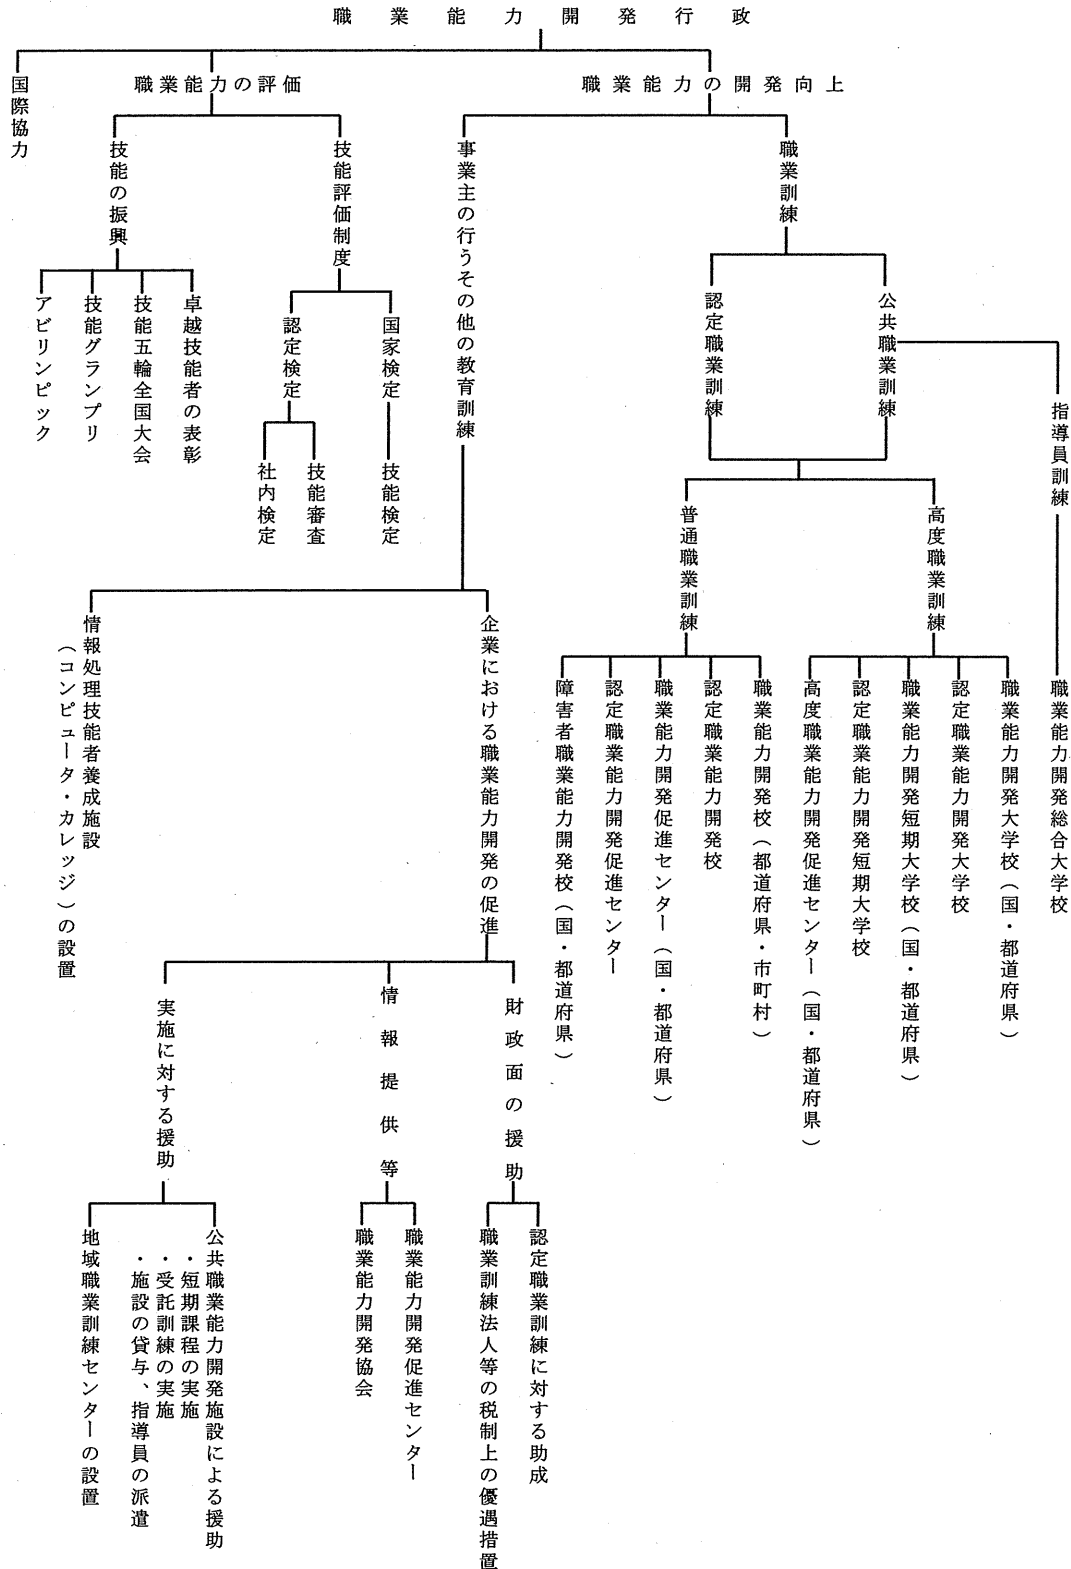 職業能力開発行政
職業能力の開発向上
職業能力の評価
国際協力
職業訓練
事業主の行うその他の教育訓練
技能評価制度
技能の振興
公共職業訓練
認定職業訓練
指導員訓練
国家検定
認定検定
卓越技能者の表彰
技能五輪全国大会
技能グランプリ
アビリンピック
技能検定
技能審査
社内検定
高度職業訓練
普通職業訓練
職業能力開発総合大学校
職業能力開発大学校(国・都道府県)
認定職業能力開発大学校
職業能力開発短期大学校(国・都道府県)
認定職業能力開発短期大学校
高度職業能力開発促進センター(国・都道府県)
職業能力開発校(都道府県・市町村)
認定職業能力開発校
職業能力開発促進センター(国・都道府県)
認定職業能力開発促進センター
障害者職業能力開発校(国・都道府県)
企業における職業能力開発の促進
情報処理技能者養成施設
(コンピュータ・カレッジ)の設置
財政面の援助
情報提供等
実施に対する援助
認定職業訓練に対する助成
職業訓練法人等の税制上の優遇措置
職業能力開発促進センター
職業能力開発協会
公共職業能力開発施設による援助
・短期課程の実施
・受託訓練の実施
・施設の貸与、指導員の派遣
地域職業訓練センターの設置